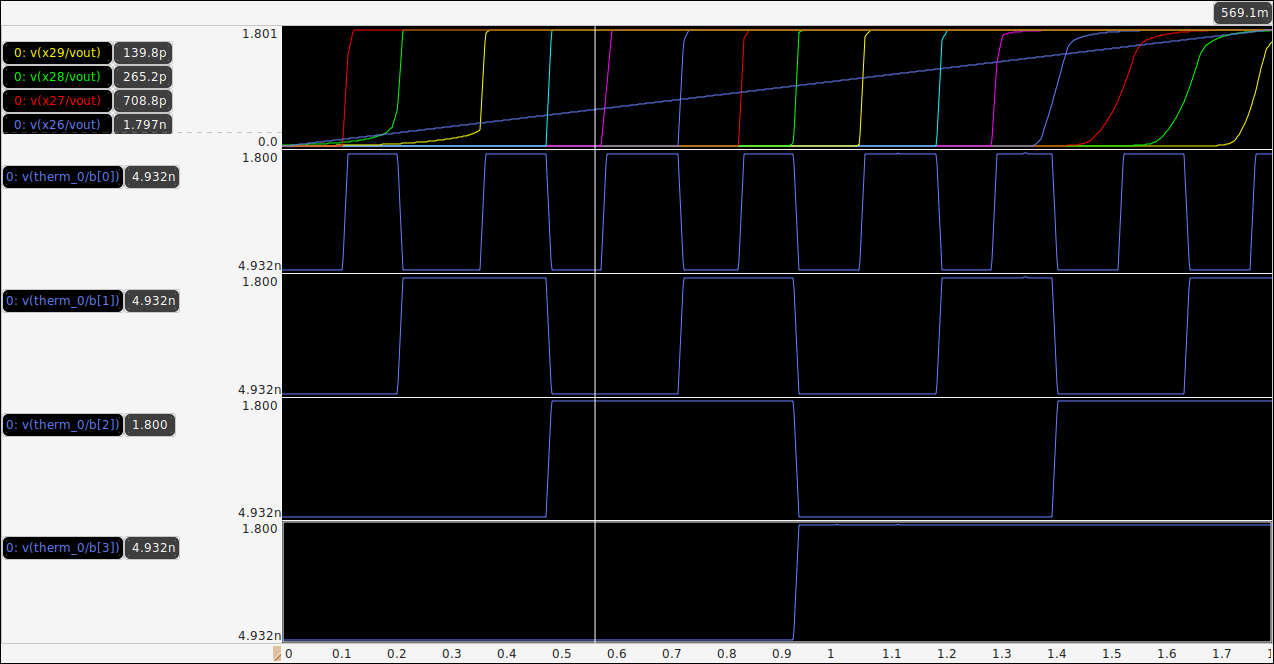 569.1m
1.801
0: v(x29/vout) 139.8p
0: v(x28/vout) 265.2p
0: v(x27/vout) 708.8p
0: v(x26/vout) 1.797n
0.0
1.800
0: v(therm_0/b[0]) 4.932n
4.932n
1.800
0: v(therm_0/b[1]) 4.932n
4.932n
1.800
0: v(therm_0/b[2]) 1.800
4.932n
1.800
0: v(therm_0/b[3]) 4.932n
4.932n
0 0.1 0.2 0.3 0.4 0.5 0.6 0.7 0.8 0.9 1 1.1 1.2 1.3 1.4 1.5 1.6 1.7